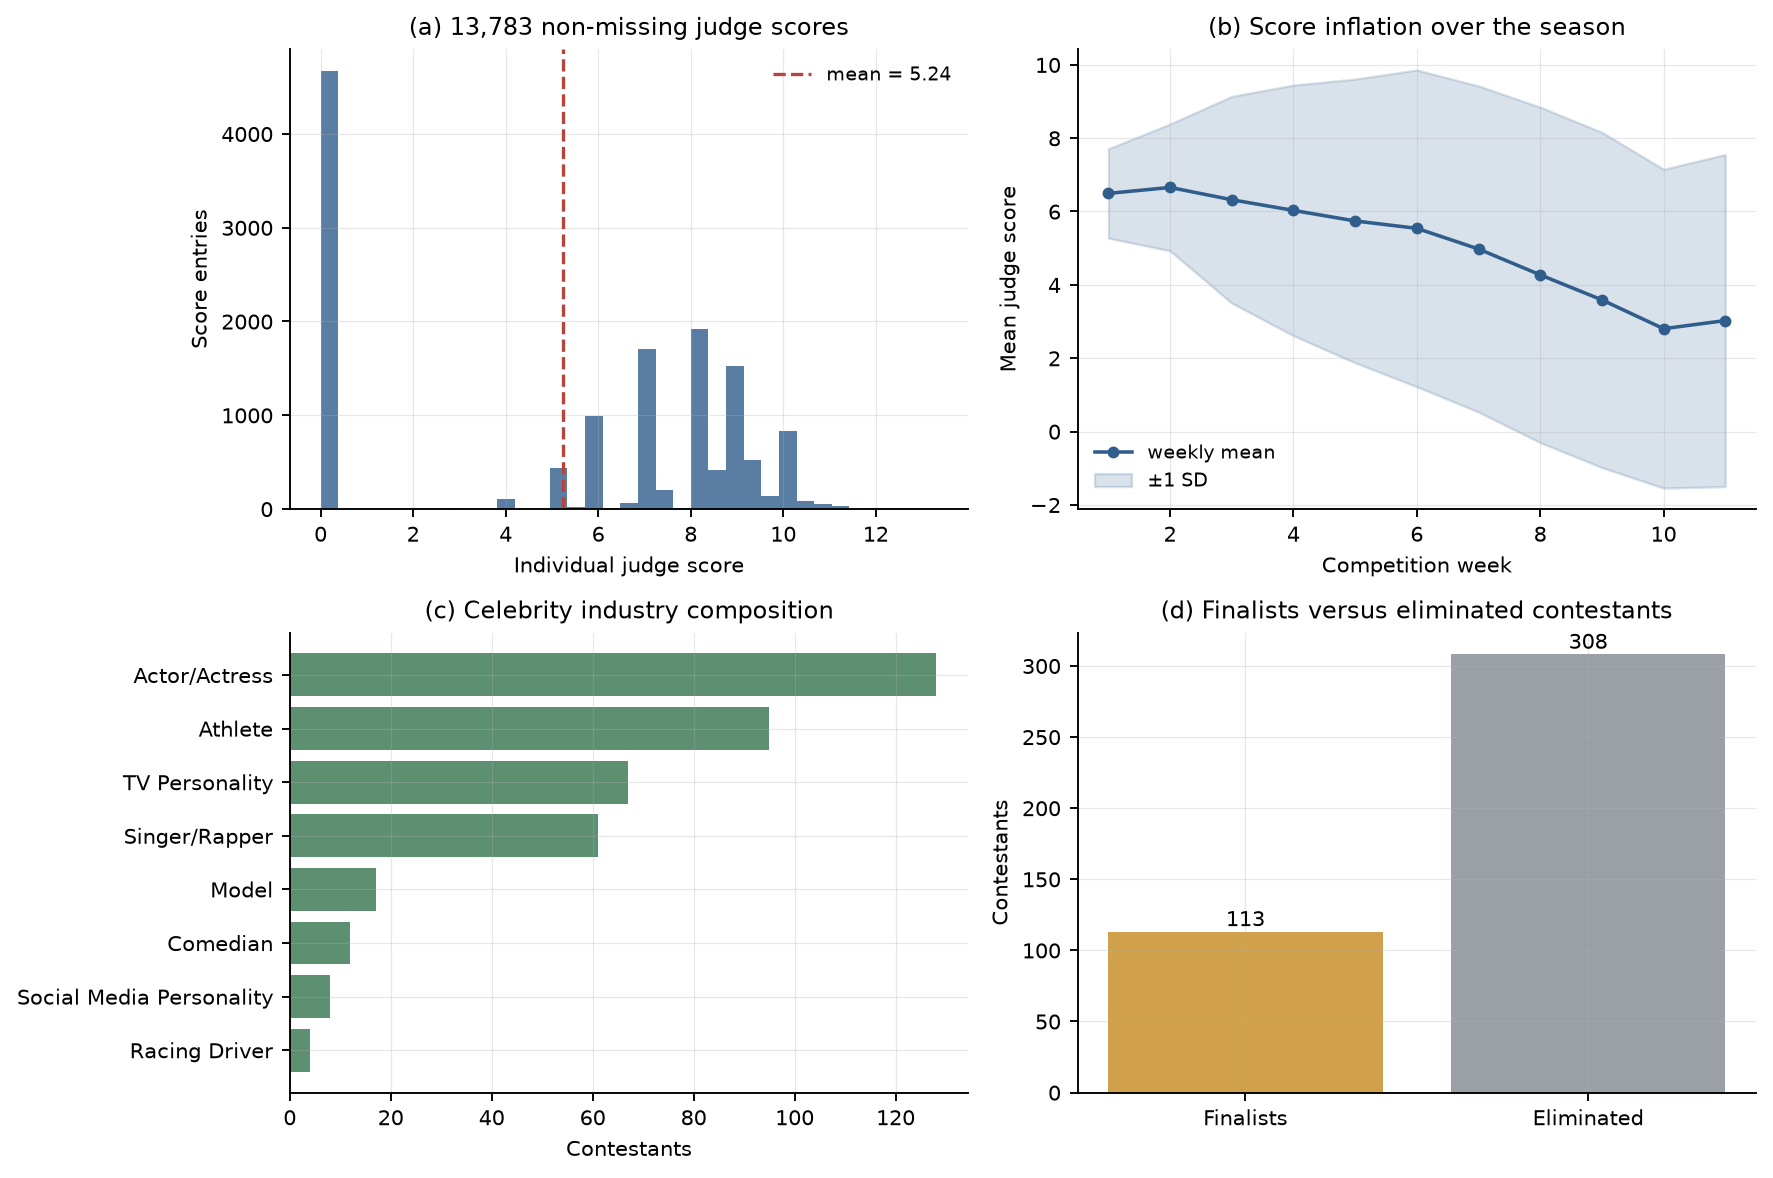 (a) 13,783 non-missing judge scores
mean = 5.24
Score entries
4000
3000
2000
1000
0
0 2 4 6 8 10 12
Individual judge score
(b) Score inflation over the season
Mean judge score
10
8
6
4
2
0
−2
weekly mean
±1 SD
2 4 6 8 10
Competition week
(c) Celebrity industry composition
Actor/Actress
Athlete
TV Personality
Singer/Rapper
Model
Comedian
Social Media Personality
Racing Driver
0 20 40 60 80 100 120
Contestants
(d) Finalists versus eliminated contestants
Contestants
300
250
200
150
100
50
0
113
308
Finalists Eliminated